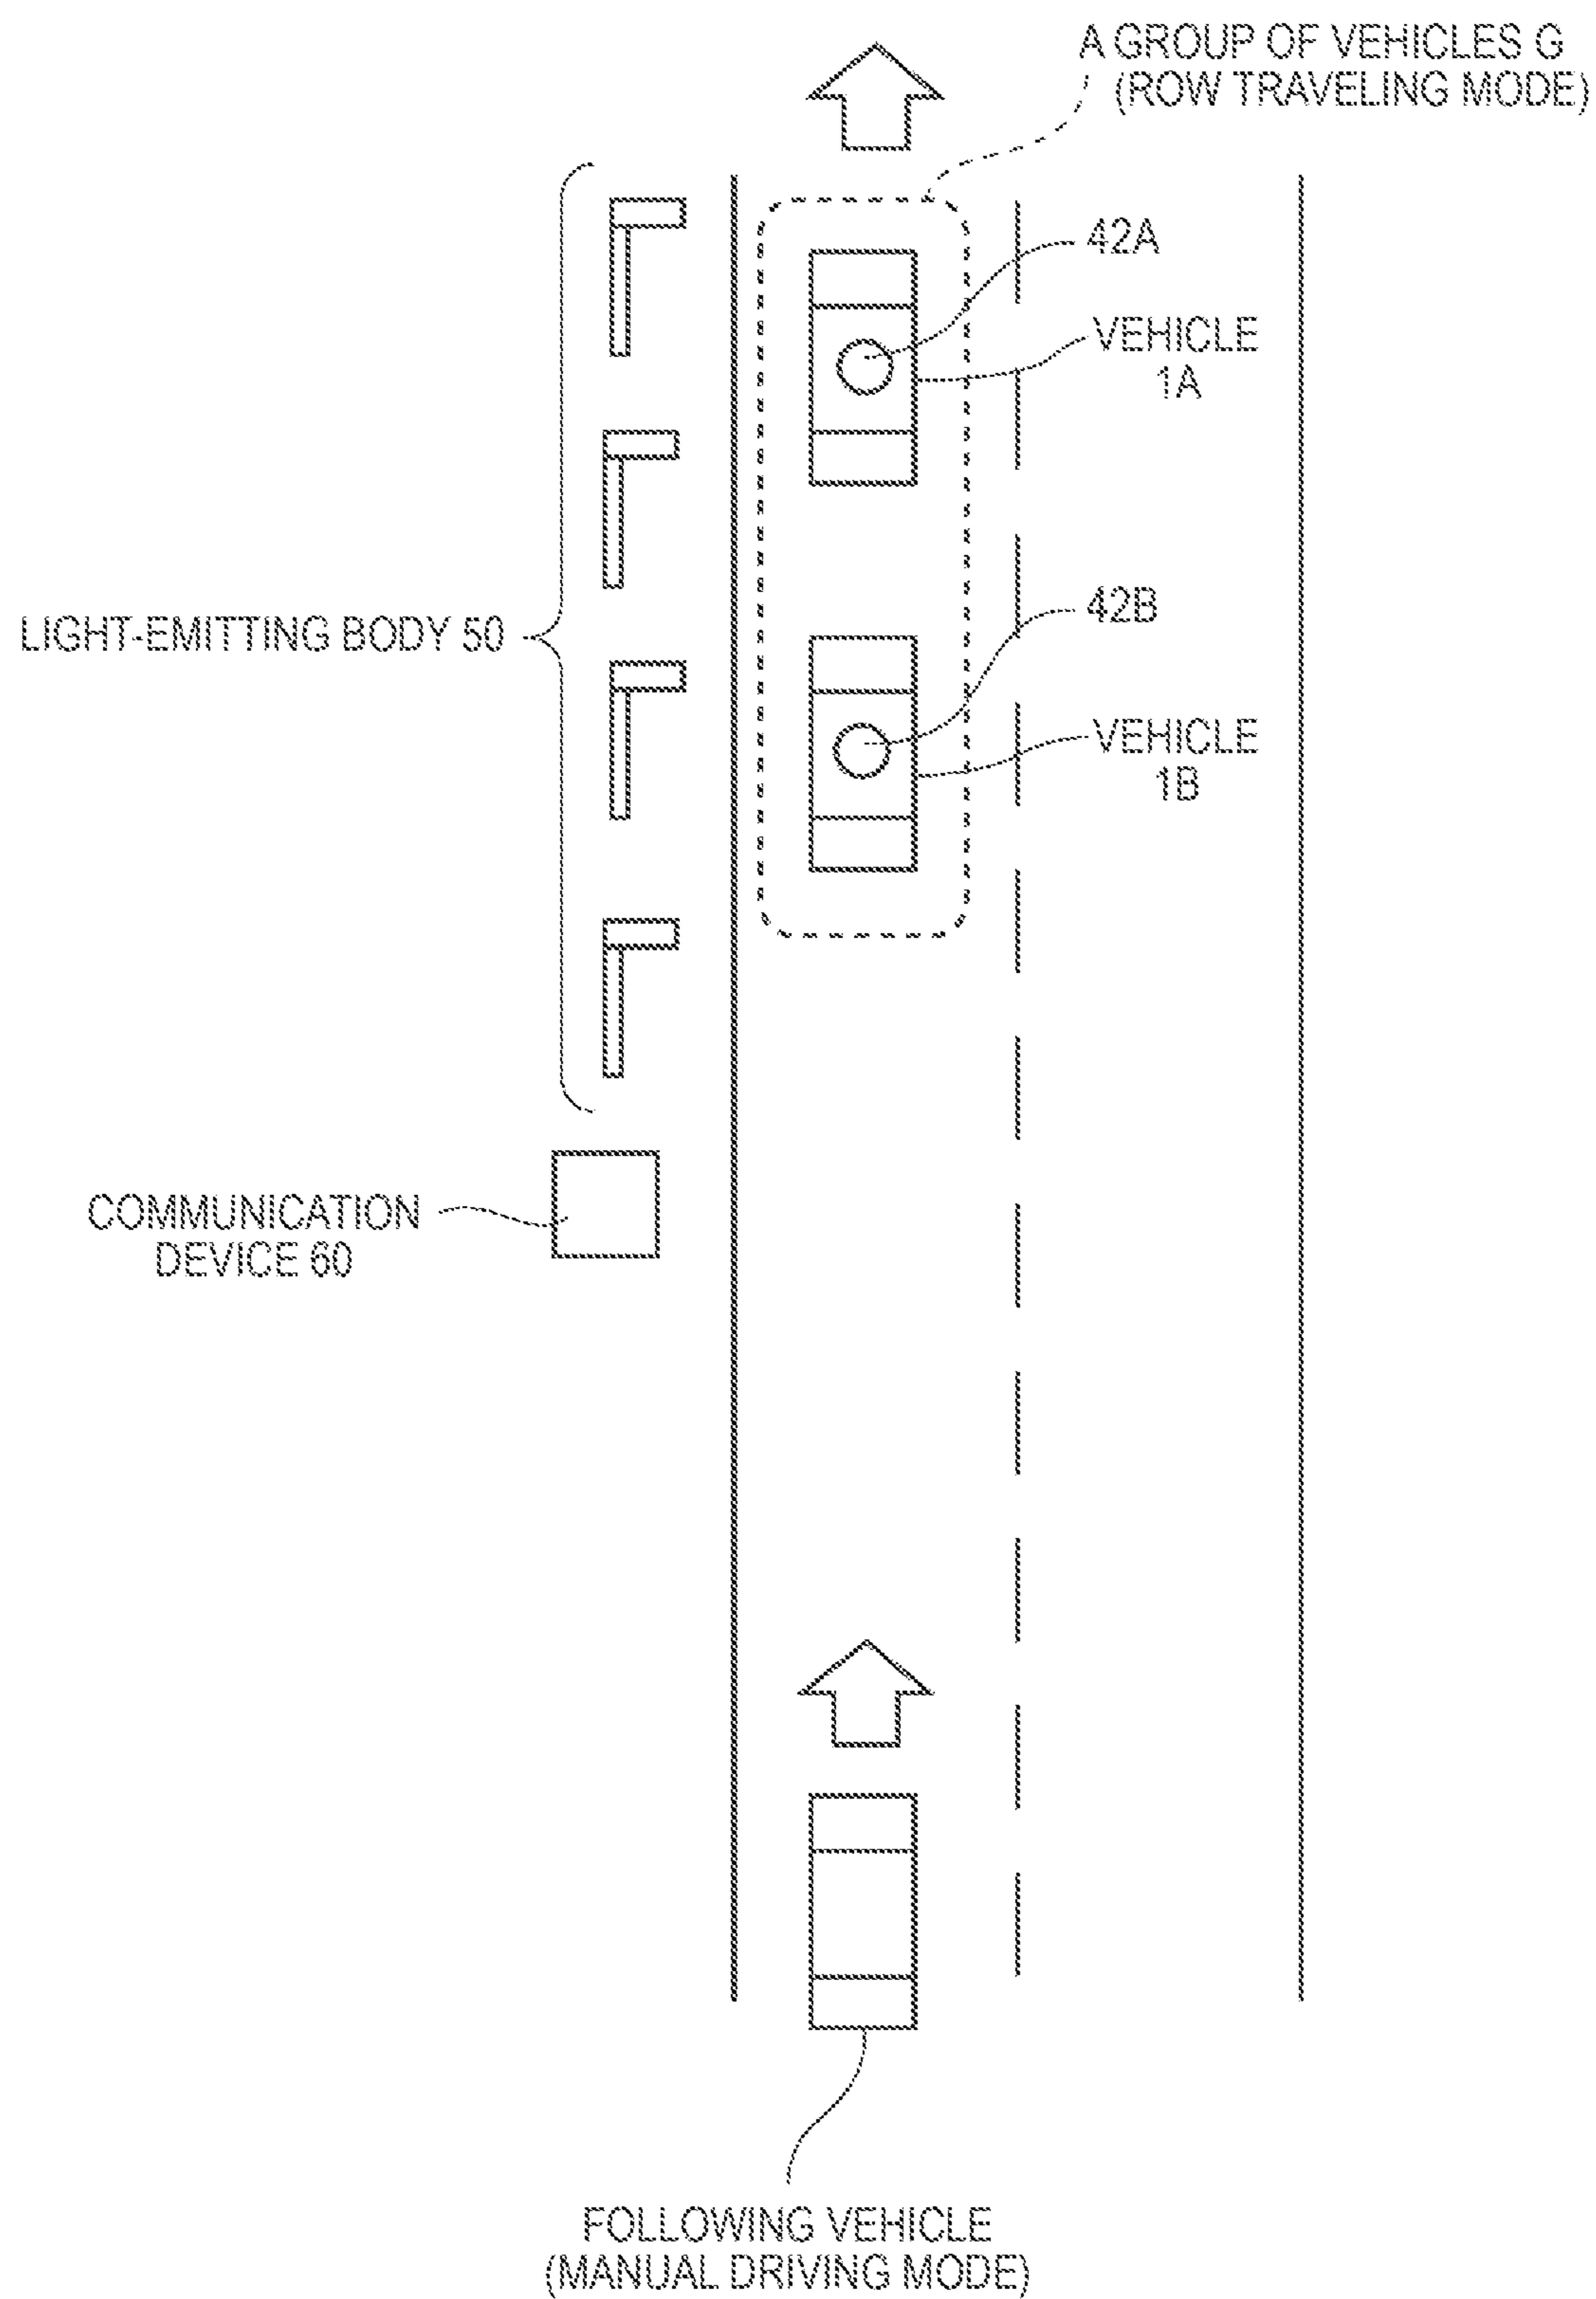 A GROUP OF VEHICLES G
(ROW TRAVELING MODE)
42A
VEHICLE
1A
42B
LIGHT-EMITTING BODY 50
VEHICLE
1B
COMMUNICATION
DEVICE 60
FOLLOWING VEHICLE
(MANUAL DRIVING MODE)